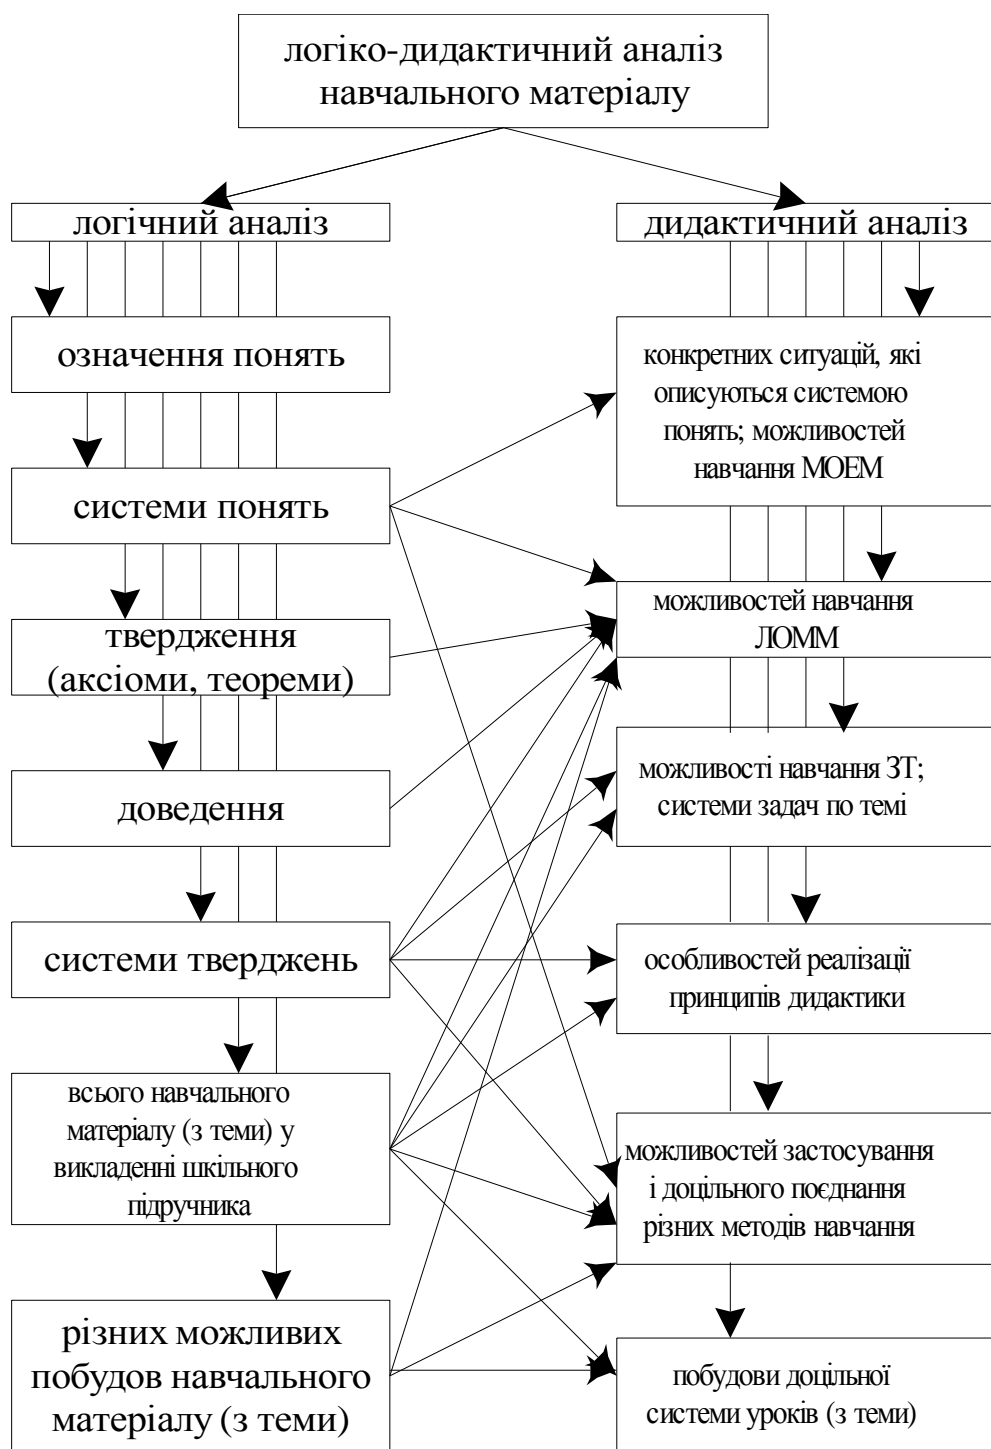 логіко-дидактичний аналіз
навчального матеріалу
логічний аналіз
дидактичний аналіз
означення понять
системи понять
твердження
(аксіоми, теореми)
доведення
системи тверджень
всього навчального
матеріалу (з теми) у
викладенні шкільного
підручника
різних можливих
побудов навчального
матеріалу (з теми)
конкретних ситуацій, які
описуються системою
понять; можливостей
навчання МОЕМ
можливостей навчання
ЛОММ
можливості навчання ЗТ;
системи задач по темі
особливостей реалізації
принципів дидактики
можливостей застосування
і доцільного поєднання
різних методів навчання
побудови доцільної
системи уроків (з теми)